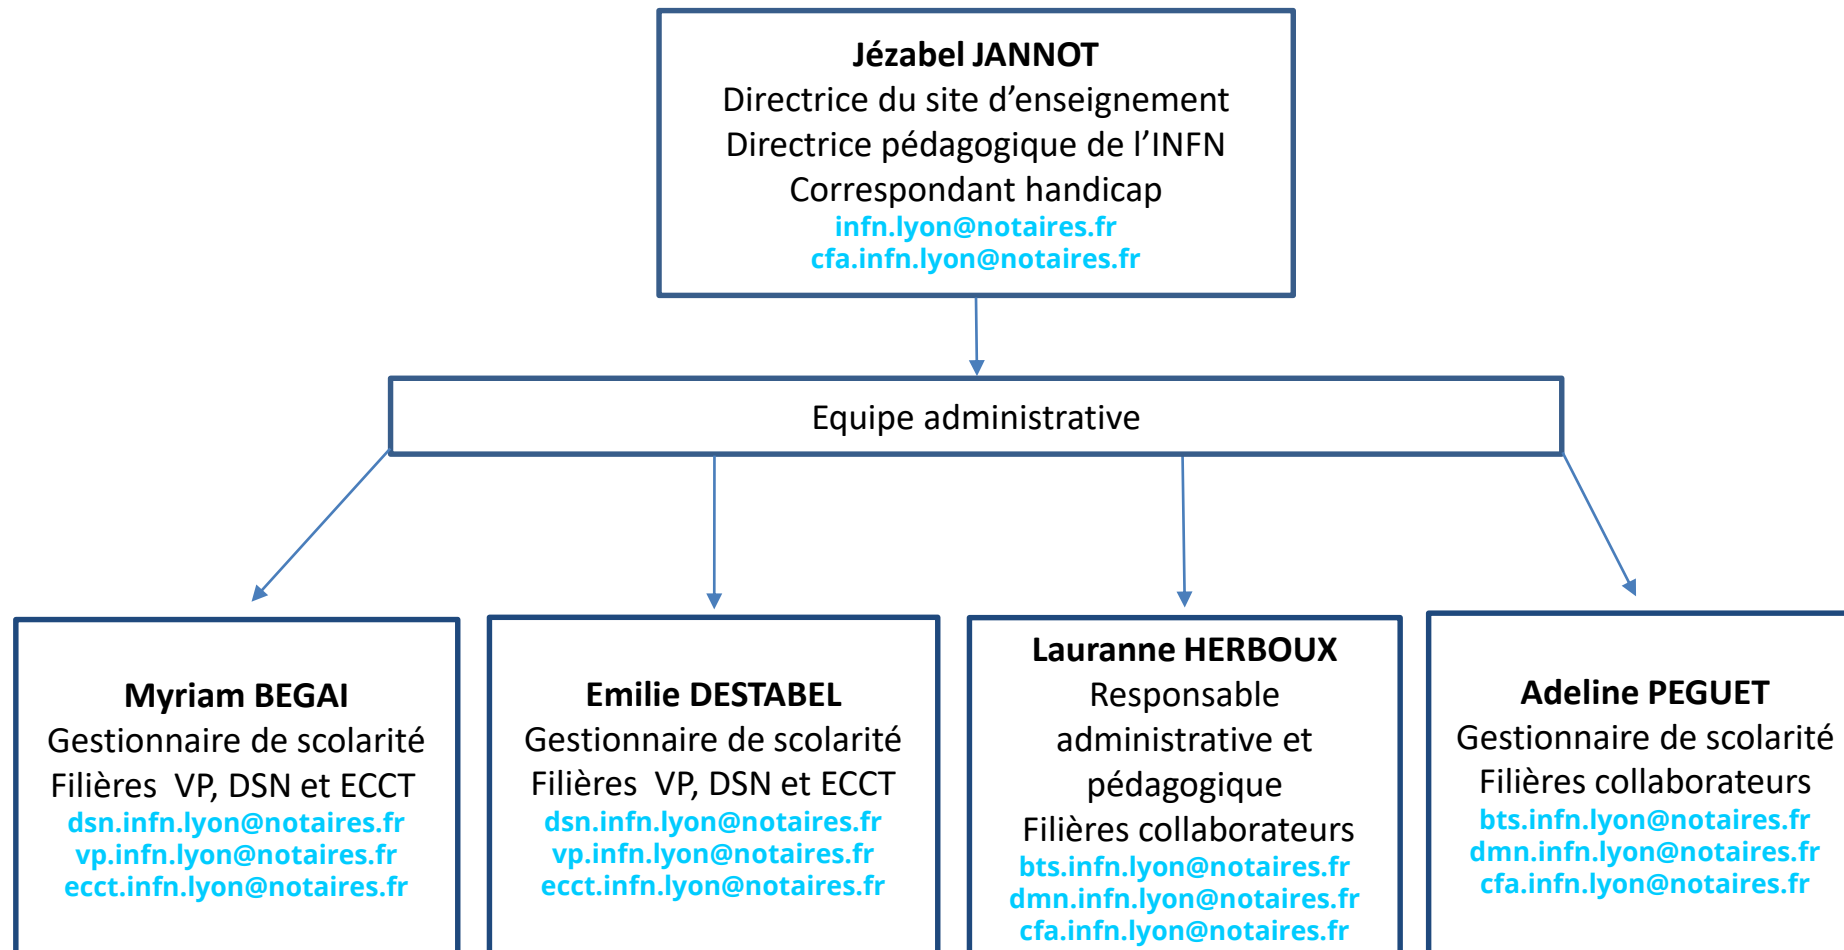 Jézabel JANNOT
Directrice du site d’enseignement
Directrice pédagogique de l’INFN
Correspondant handicap
infn.lyon@notaires.fr
cfa.infn.lyon@notaires.fr
Equipe administrative
Myriam BEGAI
Gestionnaire de scolarité
Filières  VP, DSN et ECCT
dsn.infn.lyon@notaires.fr
vp.infn.lyon@notaires.fr
ecct.infn.lyon@notaires.fr
Emilie DESTABEL
Gestionnaire de scolarité
Filières  VP, DSN et ECCT
dsn.infn.lyon@notaires.fr
vp.infn.lyon@notaires.fr
ecct.infn.lyon@notaires.fr
Lauranne HERBOUX
Responsable
administrative et
pédagogique
Filières collaborateurs
bts.infn.lyon@notaires.fr
dmn.infn.lyon@notaires.fr
cfa.infn.lyon@notaires.fr
Adeline PEGUET
Gestionnaire de scolarité
Filières collaborateurs
bts.infn.lyon@notaires.fr
dmn.infn.lyon@notaires.fr
cfa.infn.lyon@notaires.fr